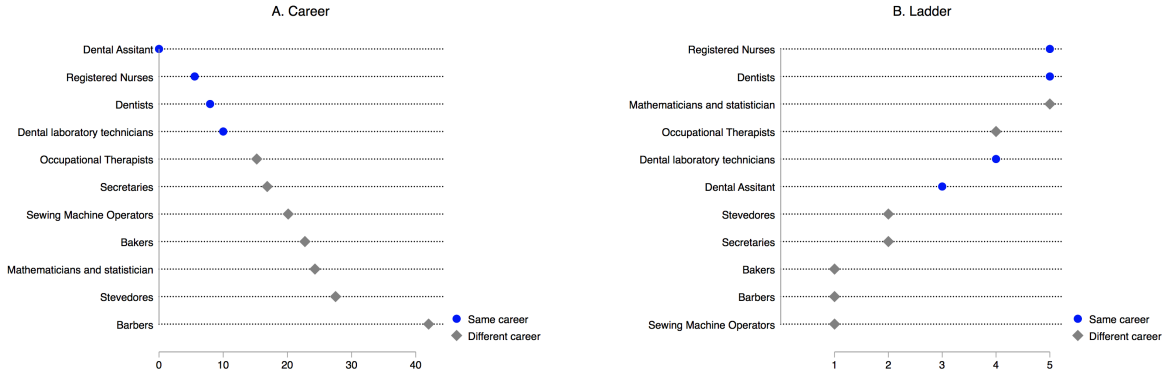 A. Career
Dental Assitant
Registered Nurses
Dentists
Dental laboratory technicians
Occupational Therapists
Secretaries
Sewing Machine Operators
Bakers
Mathematicians and statistician
Stevedores
Barbers
0 10 20 30 40
Same career
Different career
B. Ladder
Registered Nurses
Dentists
Mathematicians and statistician
Occupational Therapists
Dental laboratory technicians
Dental Assitant
Stevedores
Secretaries
Bakers
Barbers
Sewing Machine Operators
1 2 3 4 5
Same career
Different career